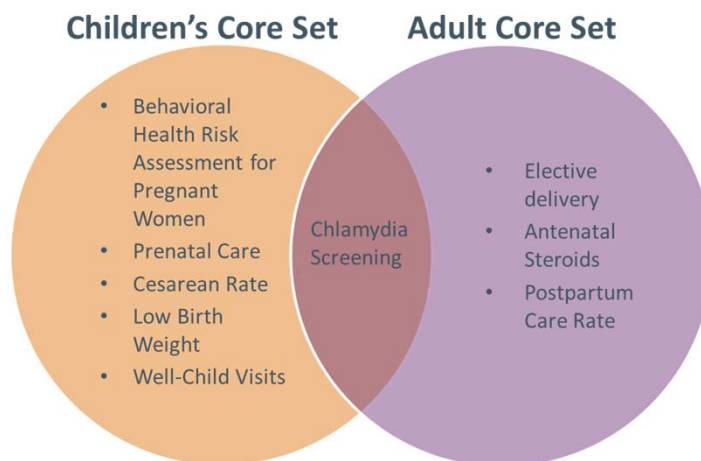 Children's Core Set
Adult Core Set
• Behavioral
Health Risk
Assessment for
Pregnant
Women
• Prenatal Care
• Cesarean Rate
• Low Birth
Weight
• Well-Child Visits
Chlamydia
Screening
• Elective
delivery
• Antenatal
Steroids
• Postpartum
Care Rate